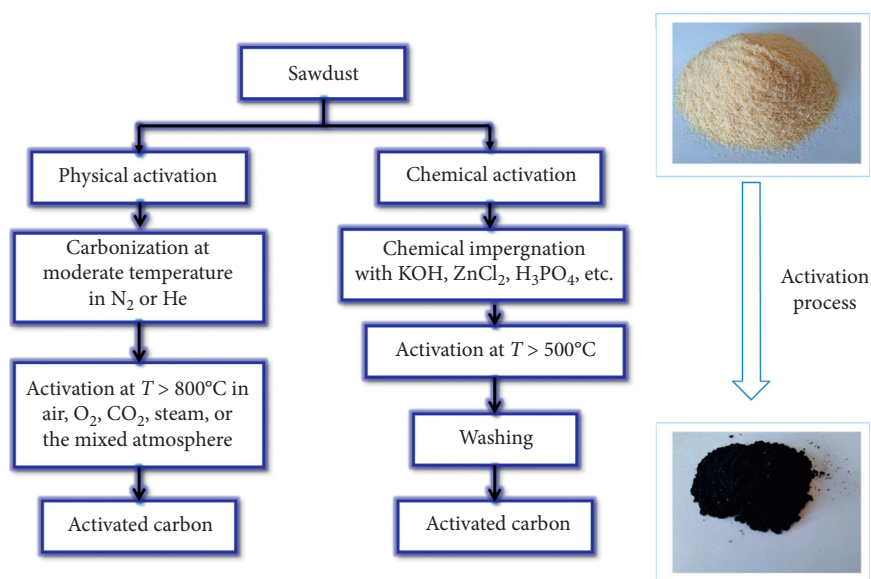 Sawdust
Physical activation
Carbonization at
moderate temperature
in N₂ or He
Activation at T > 800°C in
air, O₂, CO₂, steam, or
the mixed atmosphere
Activated carbon
Chemical activation
Chemical impergnation
with KOH, ZnCl₂, H₃PO₄, etc.
Activation at T > 500°C
Washing
Activated carbon
Activation
process